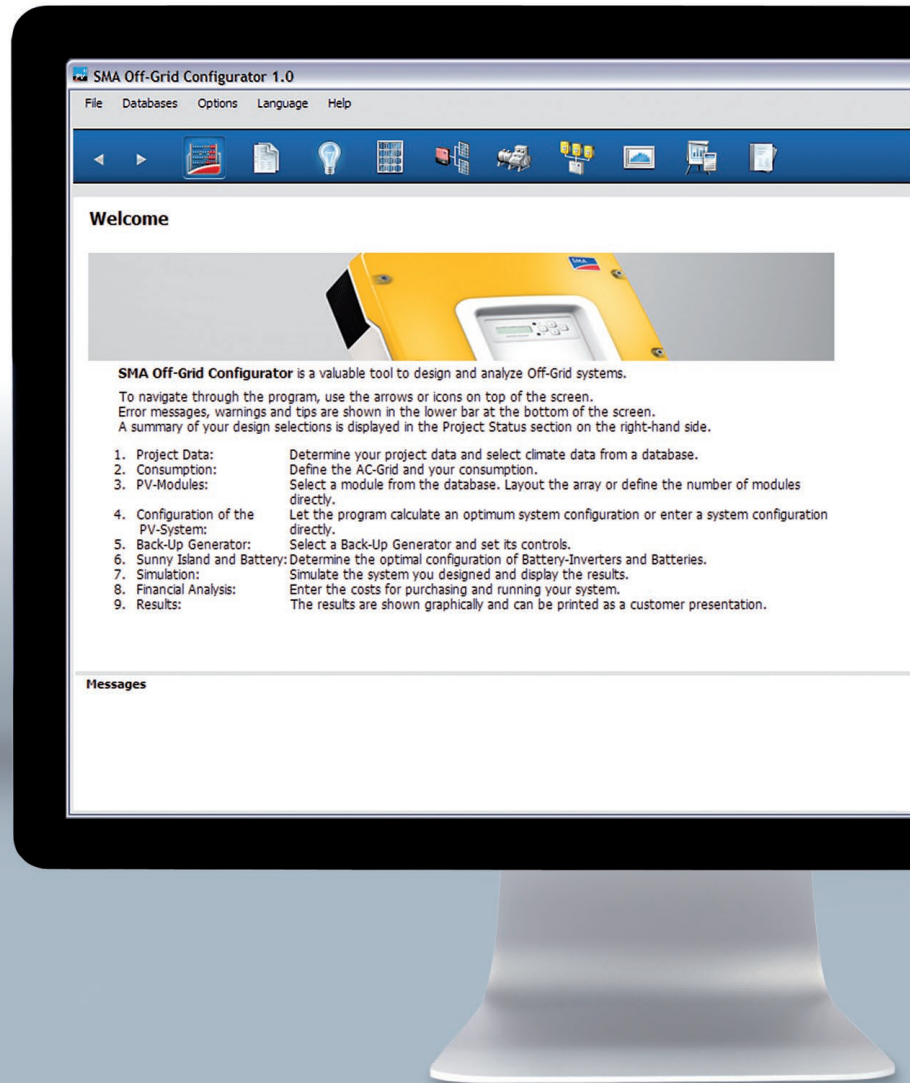 SMA Off-Grid Configurator 1.0
File Databases Options Language Help
Welcome
SMA
SMA Off-Grid Configurator is a valuable tool to design and analyze Off-Grid systems.
To navigate through the program, use the arrows or icons on top of the screen.
Error messages, warnings and tips are shown in the lower bar at the bottom of the screen.
A summary of your design selections is displayed in the Project Status section on the right-hand side.
1. Project Data: Determine your project data and select climate data from a database.
2. Consumption: Define the AC-Grid and your consumption.
3. PV-Modules: Select a module from the database. Layout the array or define the number of modules
directly.
4. Configuration of the Let the program calculate an optimum system configuration or enter a system configuration
PV-System: directly.
5. Back-Up Generator: Select a Back-Up Generator and set its controls.
6. Sunny Island and Battery: Determine the optimal configuration of Battery-Inverters and Batteries.
7. Simulation: Simulate the system you designed and display the results.
8. Financial Analysis: Enter the costs for purchasing and running your system.
9. Results: The results are shown graphically and can be printed as a customer presentation.
Messages